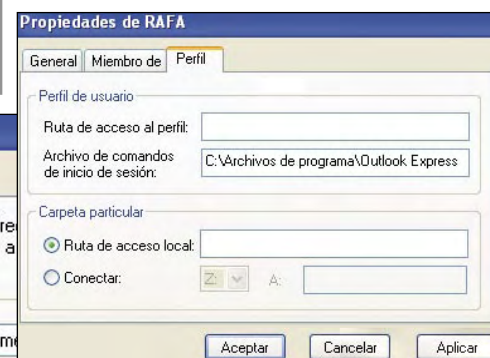 Propiedades de RAFA
General Miembro de Perfil
Perfil de usuario
Ruta de acceso al perfil:
Archivo de comandos
de inicio de sesión:
C:\Archivos de programa\Outlook Express
Carpeta particular
Ruta de acceso local:
Conectar: Z: A:
Aceptar Cancelar Aplicar